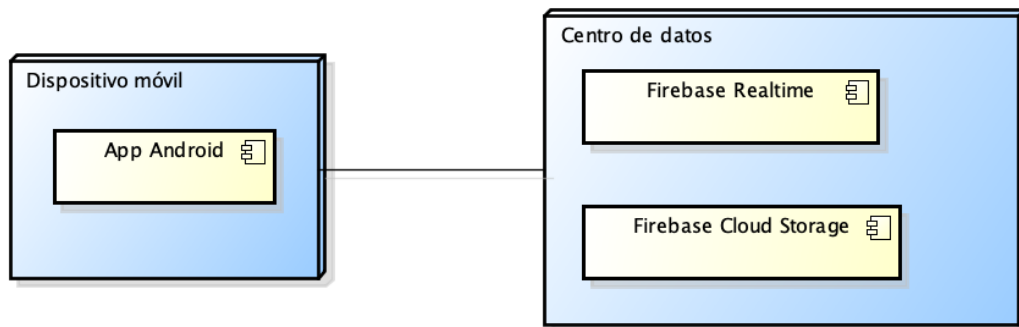 Dispositivo móvil
App Android
Centro de datos
Firebase Realtime
Firebase Cloud Storage